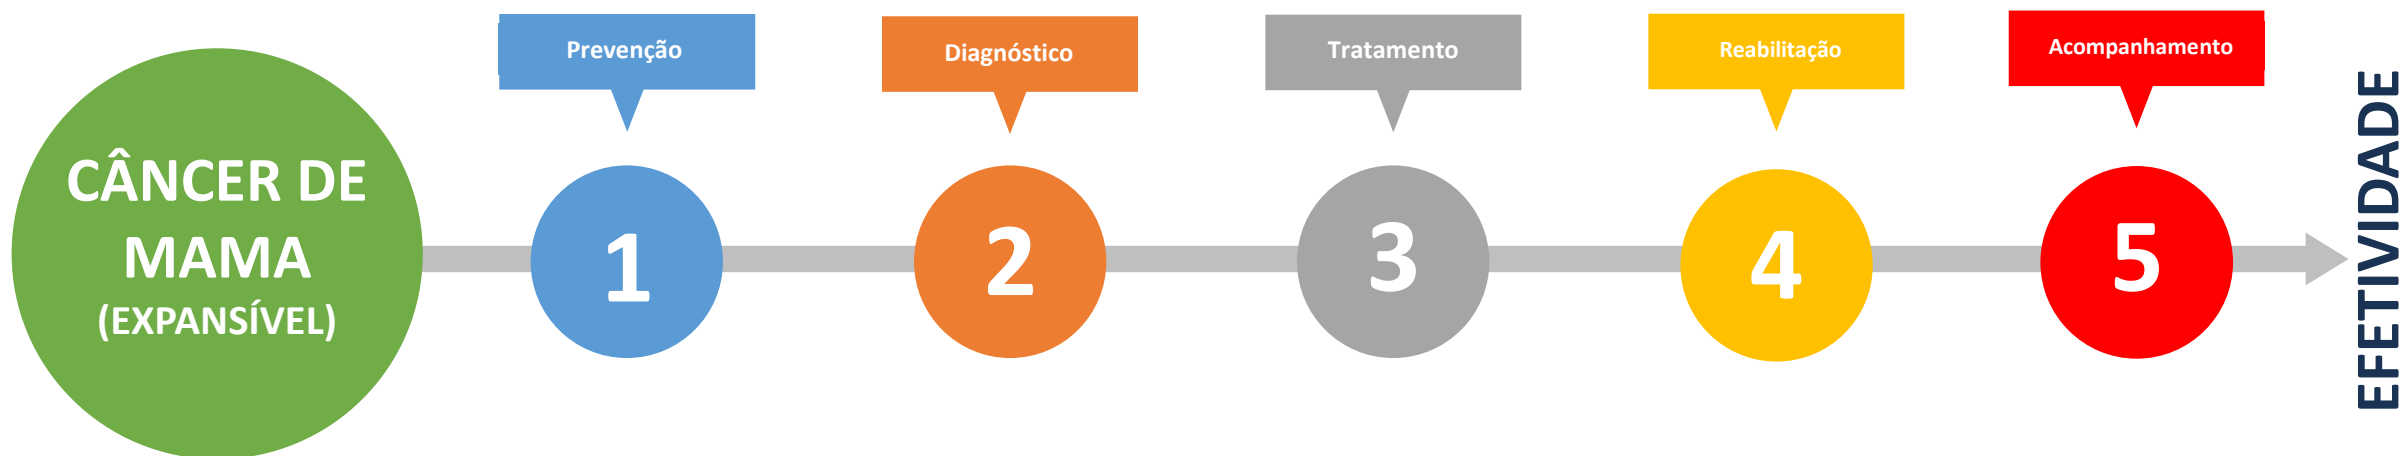 CÂNCER DE
MAMA
(EXPANSÍVEL)
Prevenção
1
Diagnóstico
2
Tratamento
3
Reabilitação
4
Acompanhamento
5
EFETIVIDADE